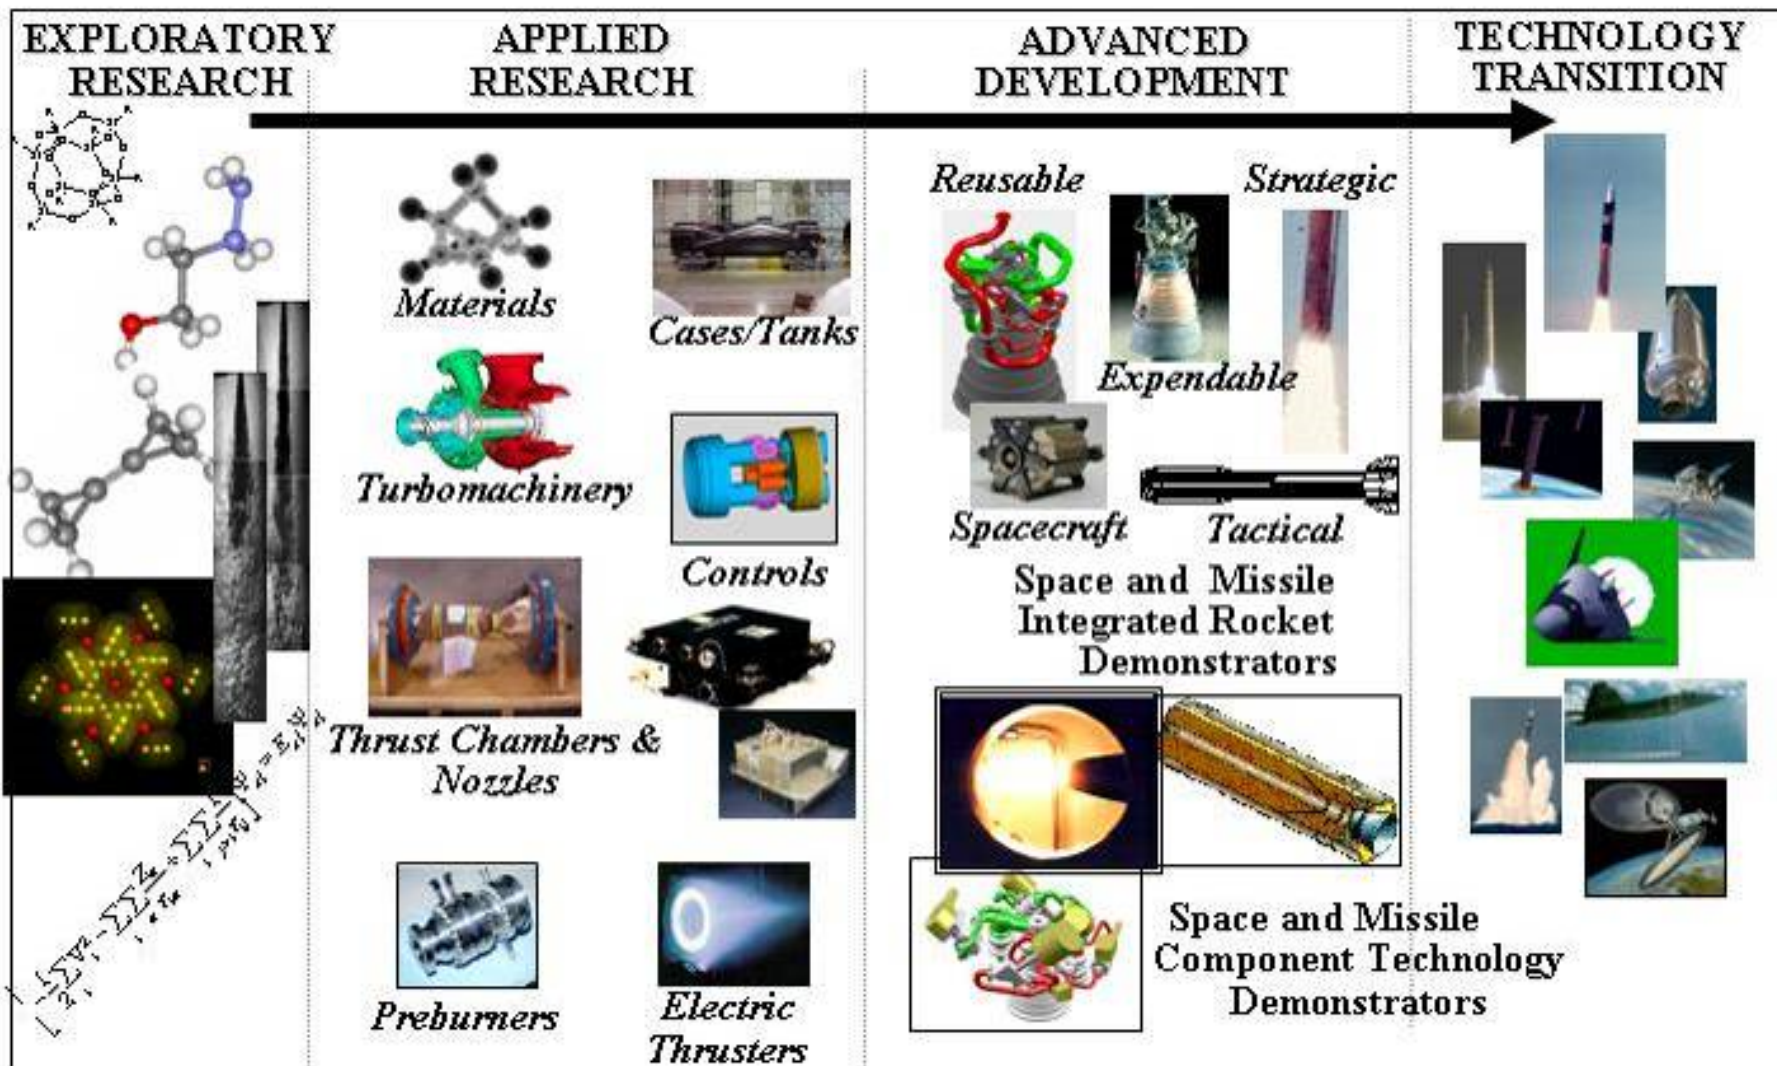 EXPLORATORY
RESEARCH
APPLIED
RESEARCH
ADVANCED
DEVELOPMENT
TECHNOLOGY
TRANSITION
Materials
Cases/Tanks
Turbomachinery
Controls
Thrust Chambers &
Nozzles
Preburners
Electric
Thrusters
Reusable
Strategic
Expendable
Spacecraft
Tactical
Space and Missile
Integrated Rocket
Demonstrators
Space and Missile
Component Technology
Demonstrators